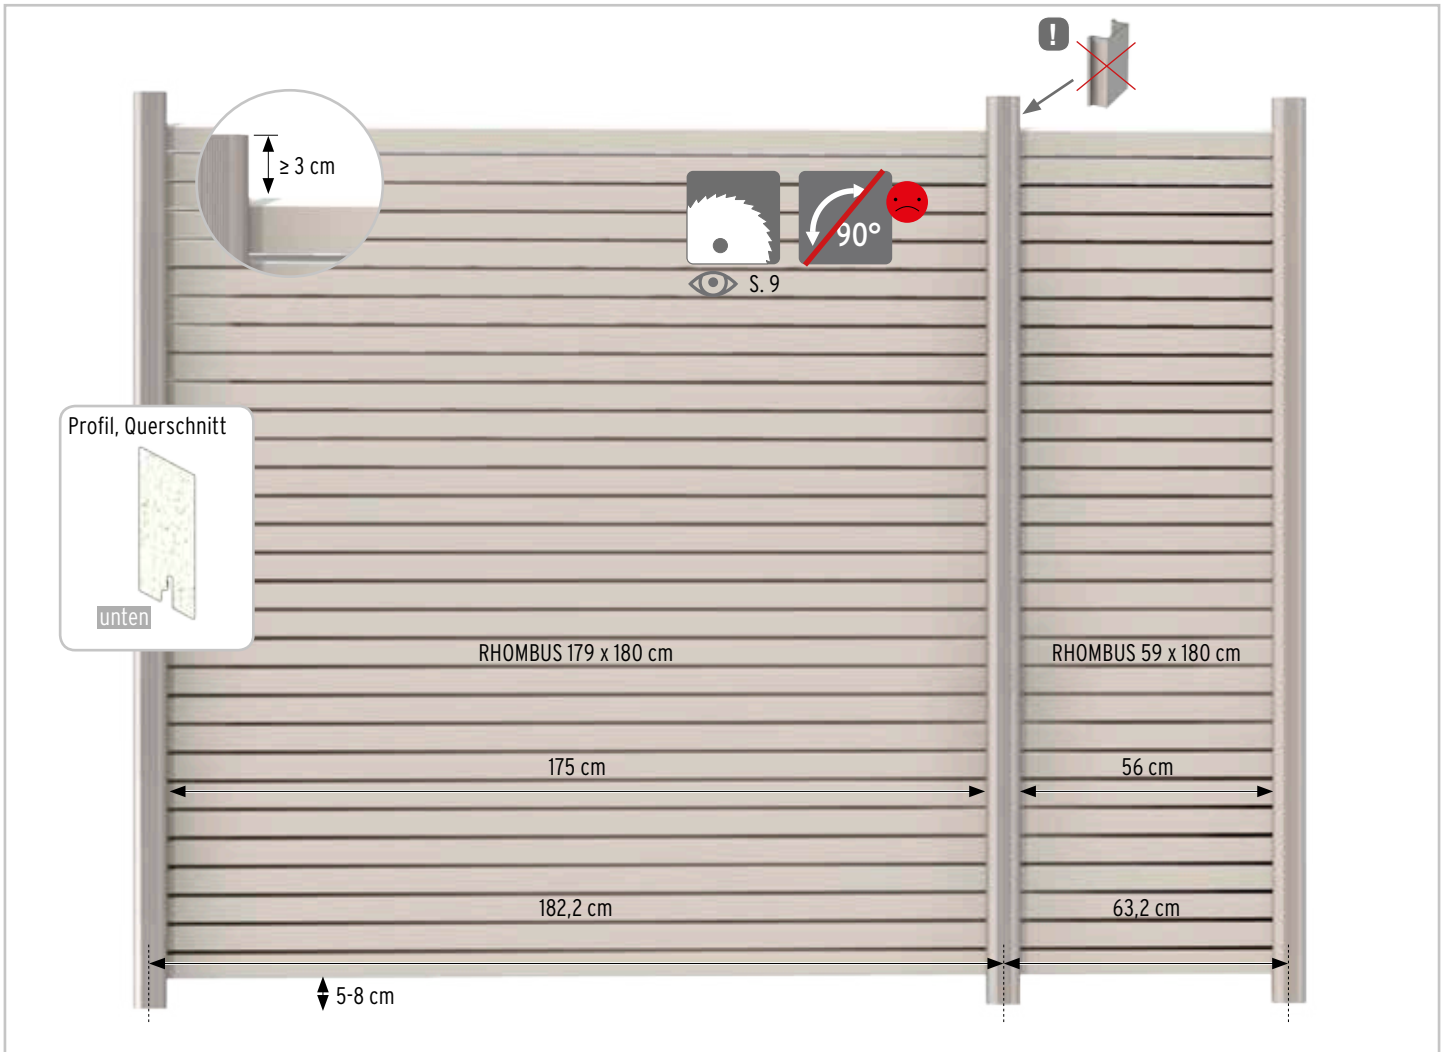 !
≥ 3 cm
90°
S. 9
Profil, Querschnitt
unten
RHOMBUS 179 x 180 cm
RHOMBUS 59 x 180 cm
175 cm
56 cm
182,2 cm
63,2 cm
5-8 cm